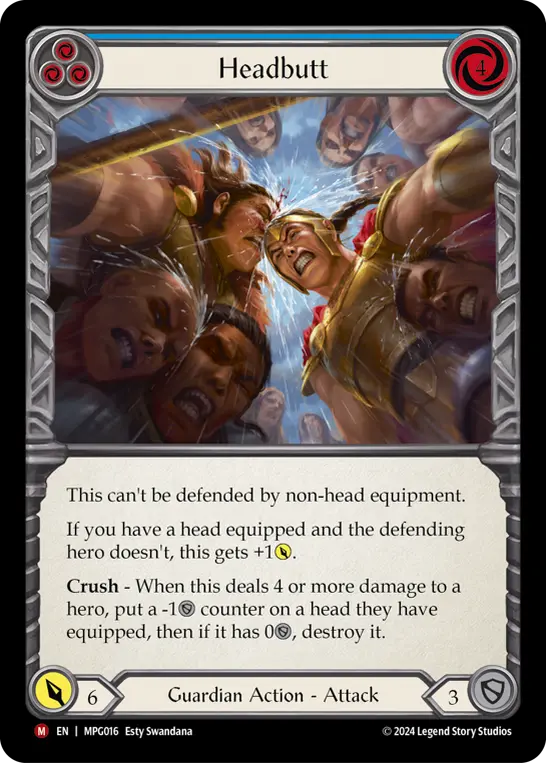 Headbutt
4
This can't be defended by non-head equipment.
If you have a head equipped and the defending
hero doesn't, this gets +1.
Crush - When this deals 4 or more damage to a
hero, put a -1 counter on a head they have
equipped, then if it has 0, destroy it.
6
Guardian Action - Attack
3
M EN | MPG016 Esty Swandana
© 2024 Legend Story Studios